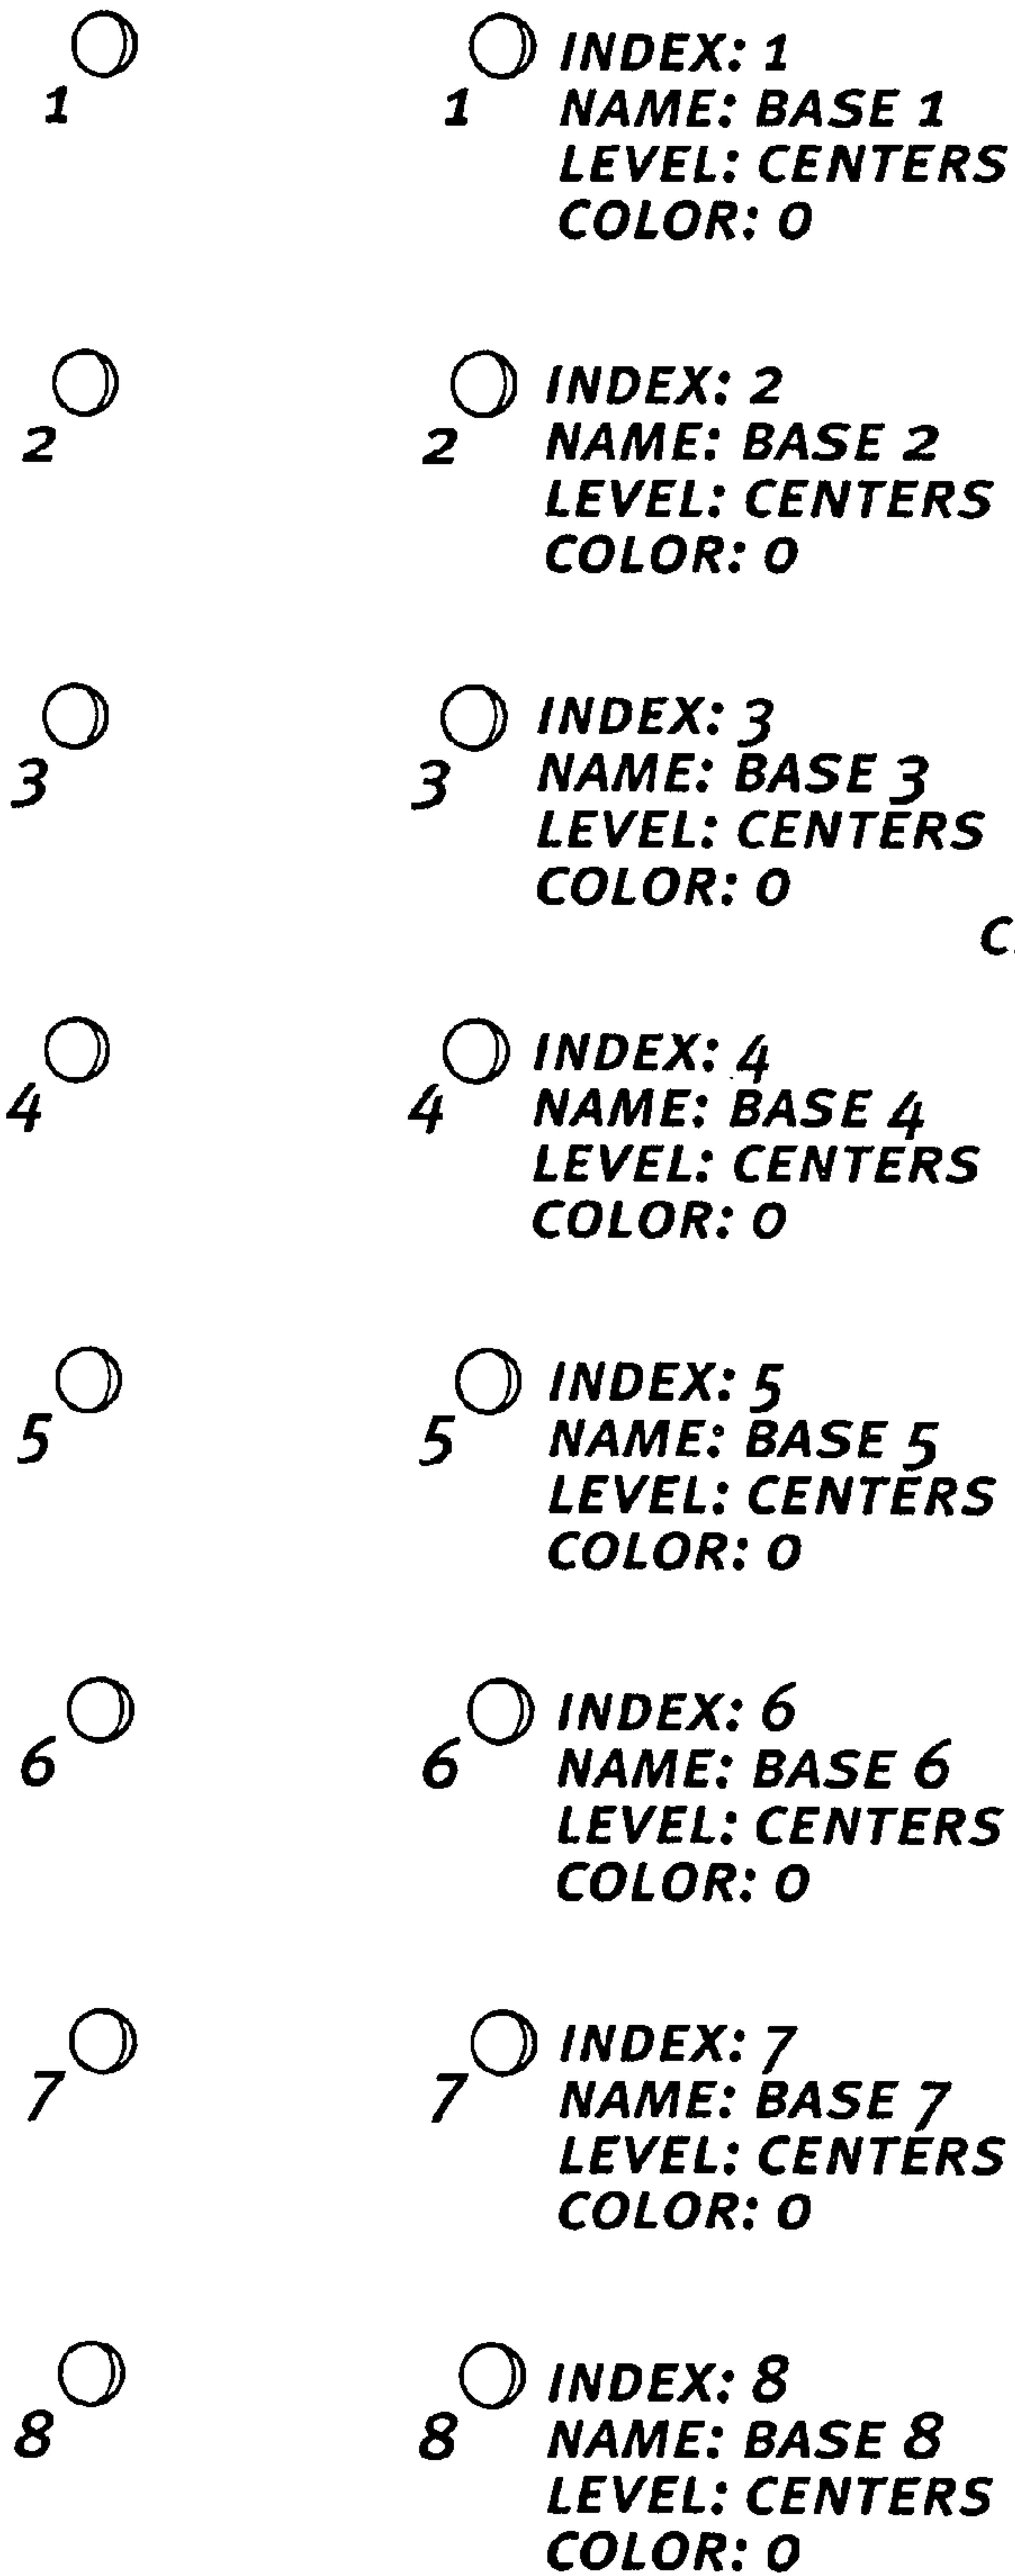 1 1 INDEX: 1
NAME: BASE 1
LEVEL: CENTERS
COLOR: 0
2 2 INDEX: 2
NAME: BASE 2
LEVEL: CENTERS
COLOR: 0
3 3 INDEX: 3
NAME: BASE 3
LEVEL: CENTERS
COLOR: 0
4 4 INDEX: 4
NAME: BASE 4
LEVEL: CENTERS
COLOR: 0
5 5 INDEX: 5
NAME: BASE 5
LEVEL: CENTERS
COLOR: 0
6 6 INDEX: 6
NAME: BASE 6
LEVEL: CENTERS
COLOR: 0
7 7 INDEX: 7
NAME: BASE 7
LEVEL: CENTERS
COLOR: 0
8 8 INDEX: 8
NAME: BASE 8
LEVEL: CENTERS
COLOR: 0